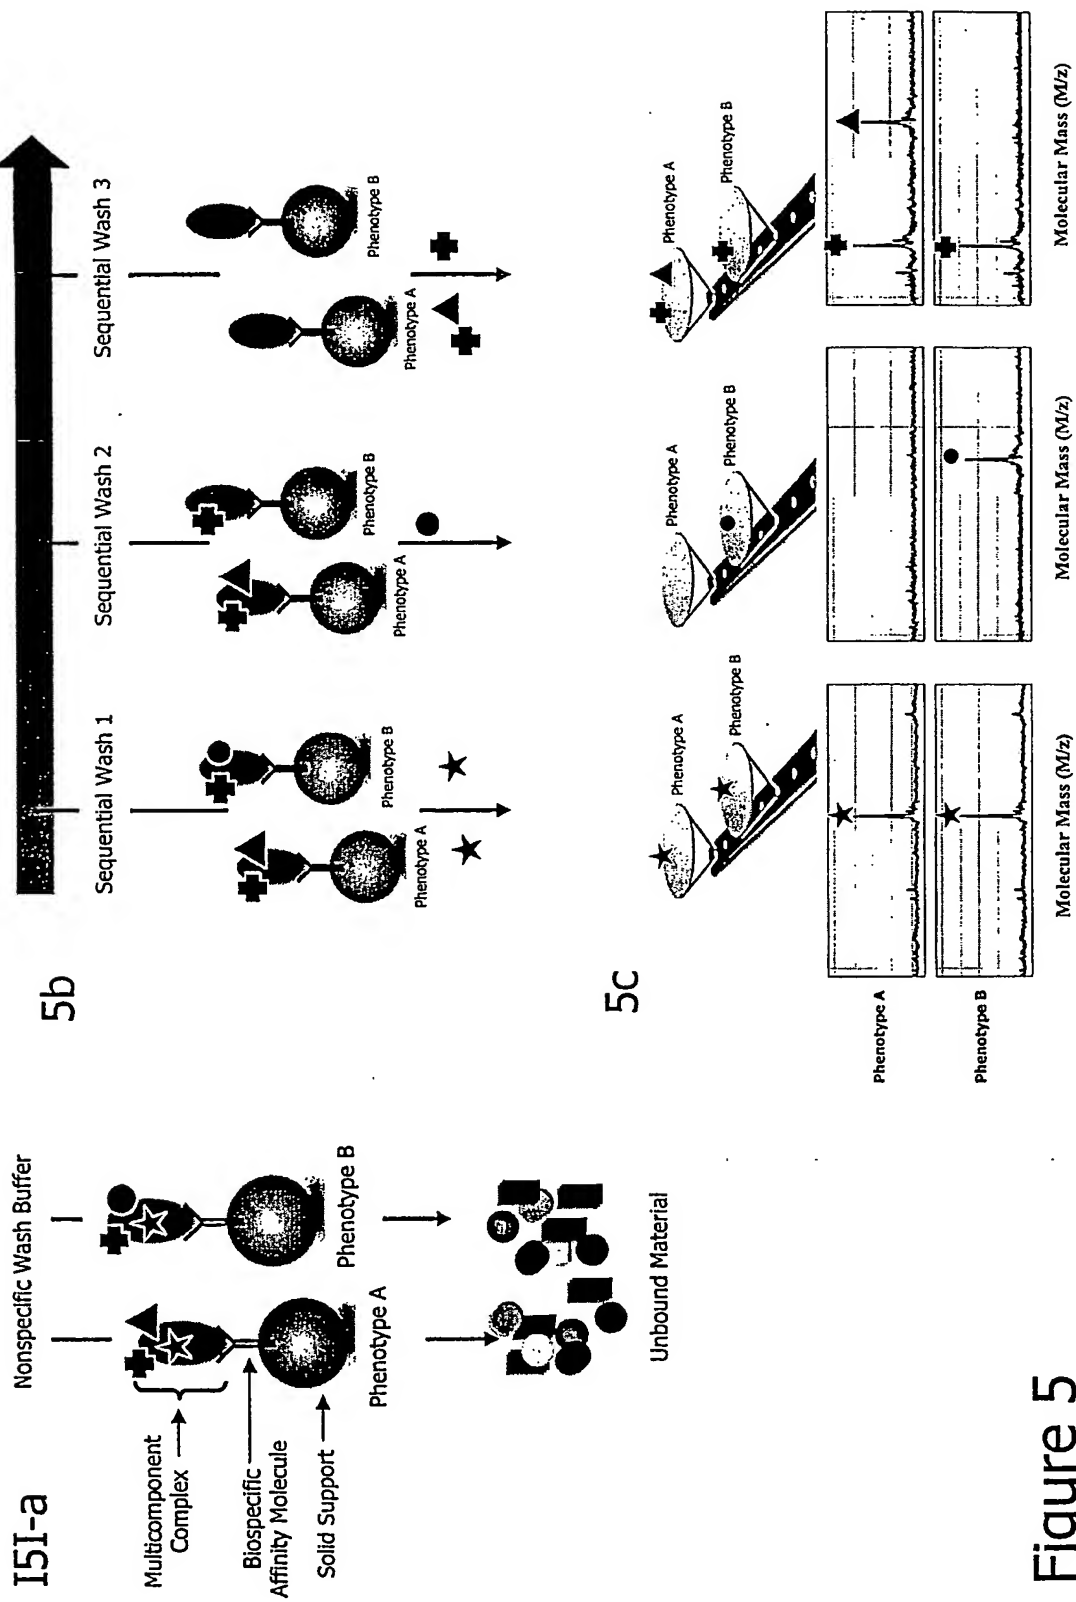 I5I-a
Nonspecific Wash Buffer
Multicomponent
Complex
Biospecific
Affinity Molecule
Solid Support
Phenotype A
Phenotype B
Unbound Material
5b
Sequential Wash 1
Sequential Wash 2
Sequential Wash 3
Phenotype A
Phenotype B
Phenotype A
Phenotype B
Phenotype A
Phenotype B
5c
Phenotype A
Phenotype B
Phenotype A
Phenotype B
Phenotype A
Phenotype B
Phenotype A
Phenotype B
Molecular Mass (M/z)
Molecular Mass (M/z)
Molecular Mass (M/z)
Figure 5